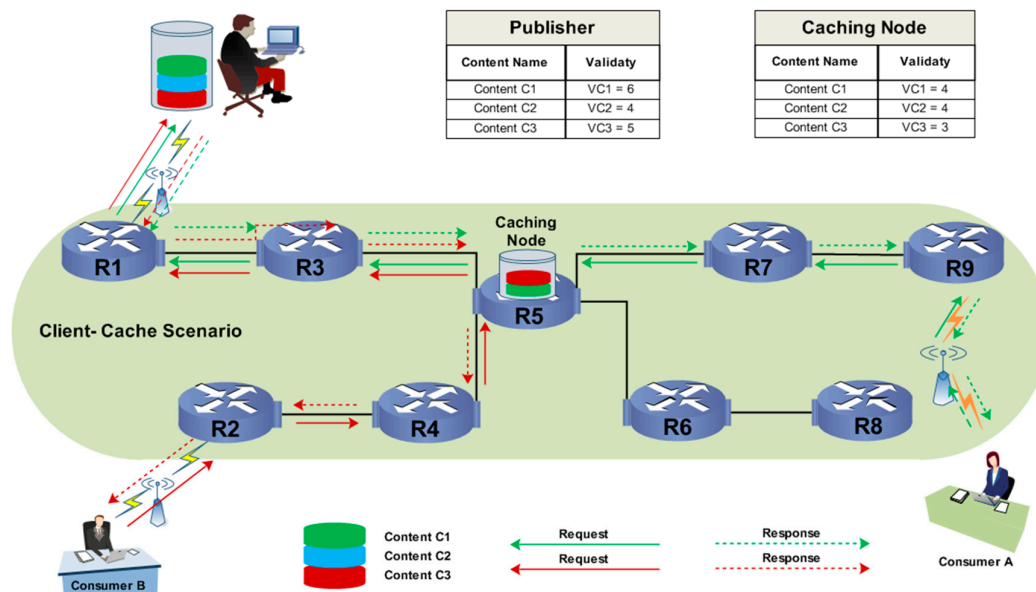 Publisher
Content Name Validaty
Content C1 VC1 = 6
Content C2 VC2 = 4
Content C3 VC3 = 5
Caching Node
Content Name Validaty
Content C1 VC1 = 4
Content C2 VC2 = 4
Content C3 VC3 = 3
Caching
Node
R1
R3
R5
R7
R9
Client- Cache Scenario
R2
R4
R6
R8
Consumer B
Content C1
Content C2
Content C3
Request
Response
Request
Response
Consumer A